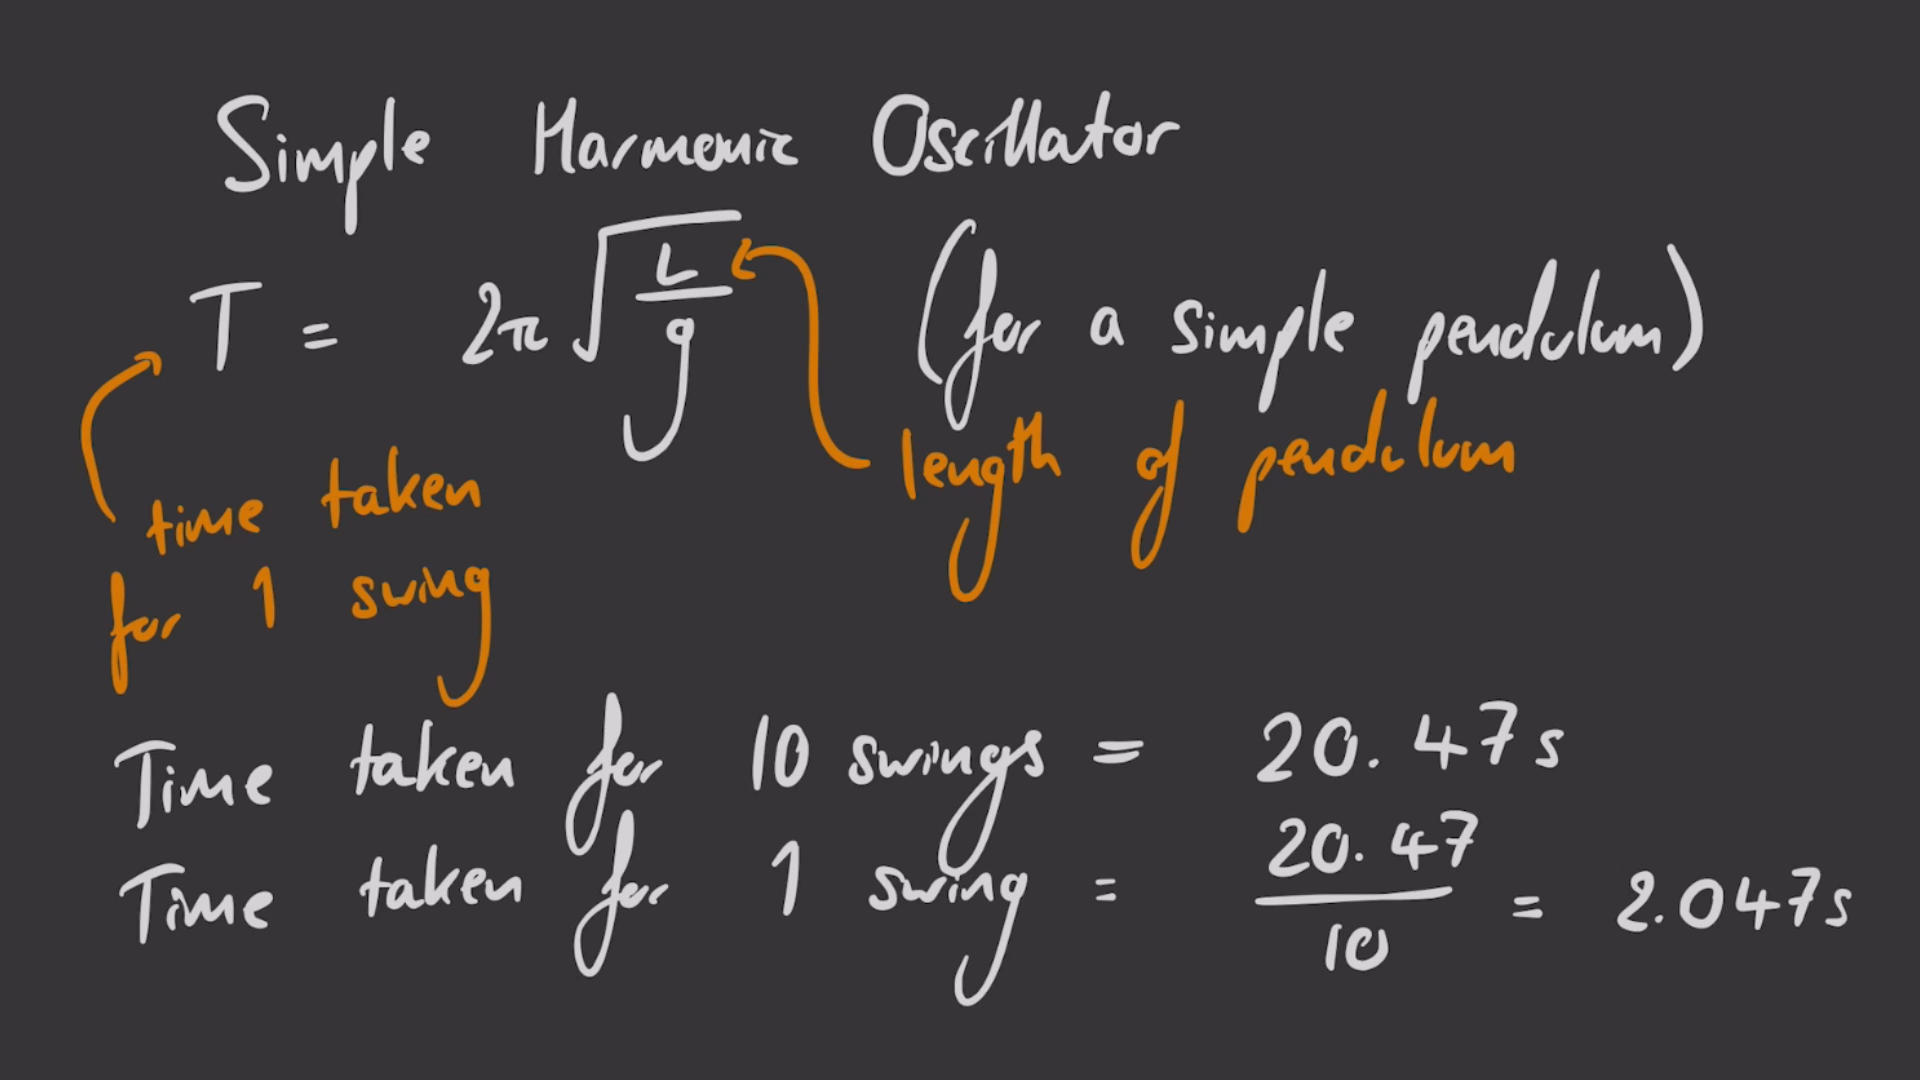 Simple Harmonic Oscillator
T = 2π√(L/g) (for a simple pendulum)
length of pendulum
time taken
for 1 swing
Time taken for 10 swings = 20.47s
Time taken for 1 swing = 20.47/10 = 2.047s